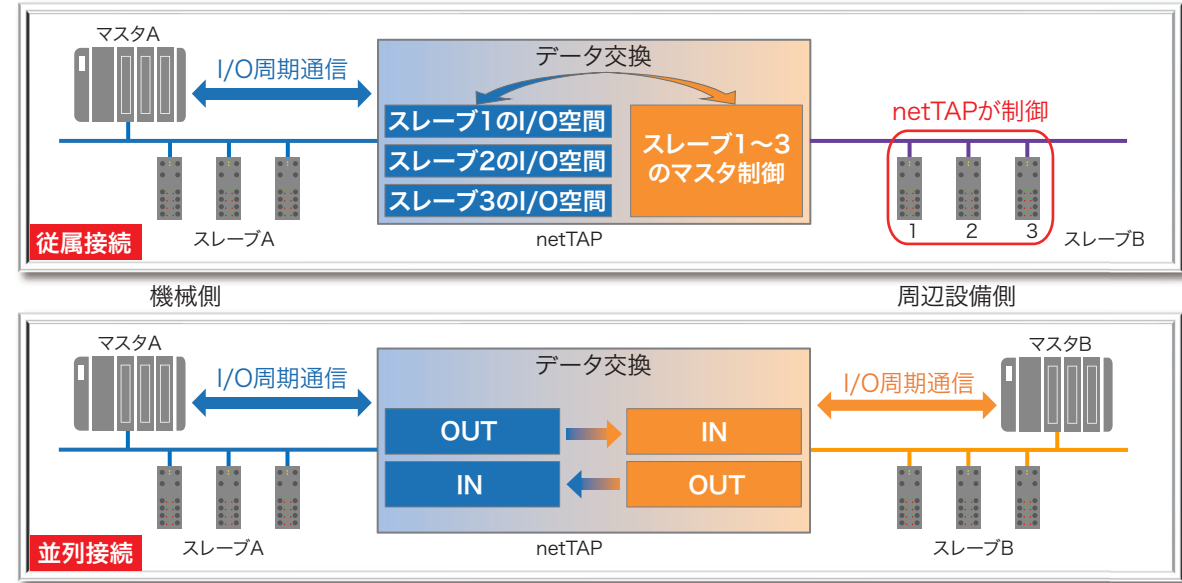 マスタA
I/O周期通信
データ交換
スレーブ1のI/O空間
スレーブ2のI/O空間
スレーブ3のI/O空間
スレーブ1〜3
のマスタ制御
netTAPが制御
1 2 3
従属接続
スレーブA
netTAP
スレーブB
機械側
周辺設備側
マスタA
I/O周期通信
データ交換
マスタB
I/O周期通信
OUT
IN
IN
OUT
並列接続
スレーブA
netTAP
スレーブB